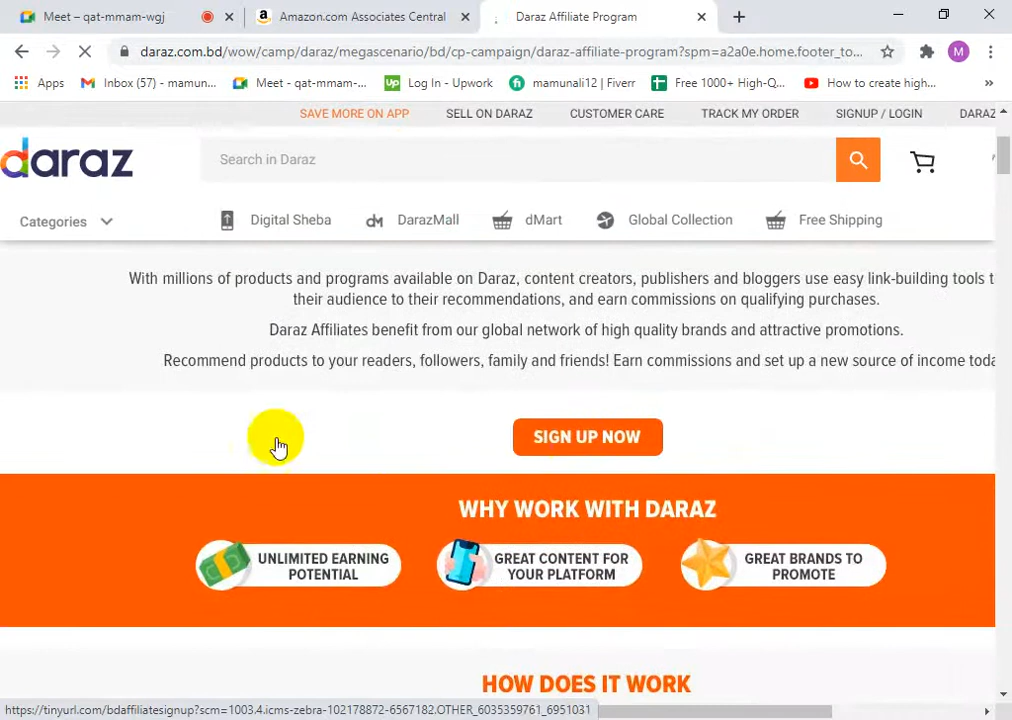 Meet – qat-mmam-wgj
Amazon.com Associates Central
Daraz Affiliate Program
daraz.com.bd/wow/camp/daraz/megascenario/bd/cp-campaign/daraz-affiliate-program?spm=a2a0e.home.footer_to...
M
Apps
Inbox (57) - mamun...
Meet - qat-mmam-...
Up
Log In - Upwork
mamunali12 | Fiverr
Free 1000+ High-Q...
How to create high...
SAVE MORE ON APP
SELL ON DARAZ
CUSTOMER CARE
TRACK MY ORDER
SIGNUP / LOGIN
DARAZ
daraz
Search in Daraz
Categories
Digital Sheba
dM
DarazMall
dMart
Global Collection
Free Shipping
With millions of products and programs available on Daraz, content creators, publishers and bloggers use easy link-building tools t
their audience to their recommendations, and earn commissions on qualifying purchases.
Daraz Affiliates benefit from our global network of high quality brands and attractive promotions.
Recommend products to your readers, followers, family and friends! Earn commissions and set up a new source of income toda
SIGN UP NOW
WHY WORK WITH DARAZ
UNLIMITED EARNING
POTENTIAL
GREAT CONTENT FOR
YOUR PLATFORM
GREAT BRANDS TO
PROMOTE
HOW DOES IT WORK
https://tinyurl.com/bdaffiliatesignup?scm=1003.4.icms-zebra-102178872-6567182.OTHER_6035359761_6951031